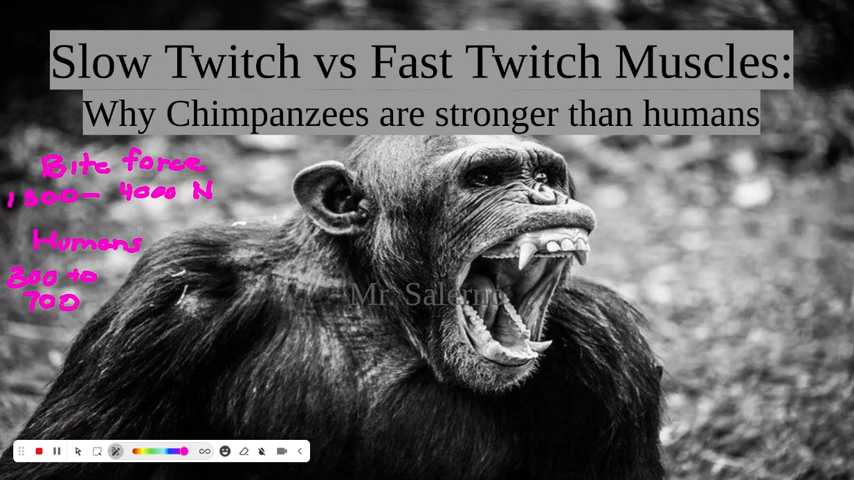 Slow Twitch vs Fast Twitch Muscles:
Why Chimpanzees are stronger than humans
Bite force
1300- 4000 N
Humans
300 to
700
Mr. Salerno